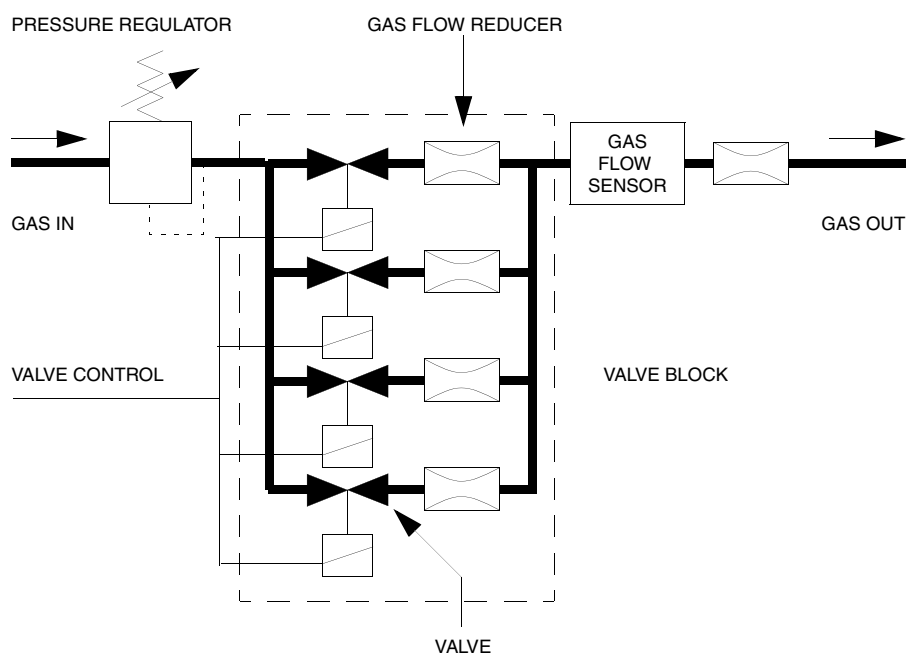 PRESSURE REGULATOR
GAS FLOW REDUCER
GAS
FLOW
SENSOR
GAS IN
GAS OUT
VALVE CONTROL
VALVE BLOCK
VALVE